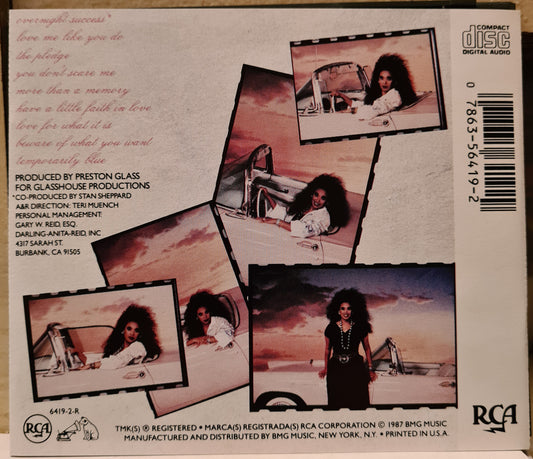 overnight success*
love me like you do
the pledge
you don't scare me
more than a memory
have a little faith in love
love for what it is
beware of what you want
temporarily blue
PRODUCED BY PRESTON GLASS
FOR GLASSHOUSE PRODUCTIONS
*CO-PRODUCED BY STAN SHEPPARD
A&R DIRECTION: TERI MUENCH
PERSONAL MANAGEMENT:
GARY W. REID, ESQ.
DARLING-ANITA-REID, INC
4317 SARAH ST.
BURBANK, CA 91505
COMPACT
disc
DIGITAL AUDIO
0 7863-56419-2
6419-2-R
RCA
TMK(S) ® REGISTERED • MARCA(S) REGISTRADA(S) RCA CORPORATION © 1987 BMG MUSIC
MANUFACTURED AND DISTRIBUTED BY BMG MUSIC, NEW YORK, N.Y. • PRINTED IN U.S.A.
RCA